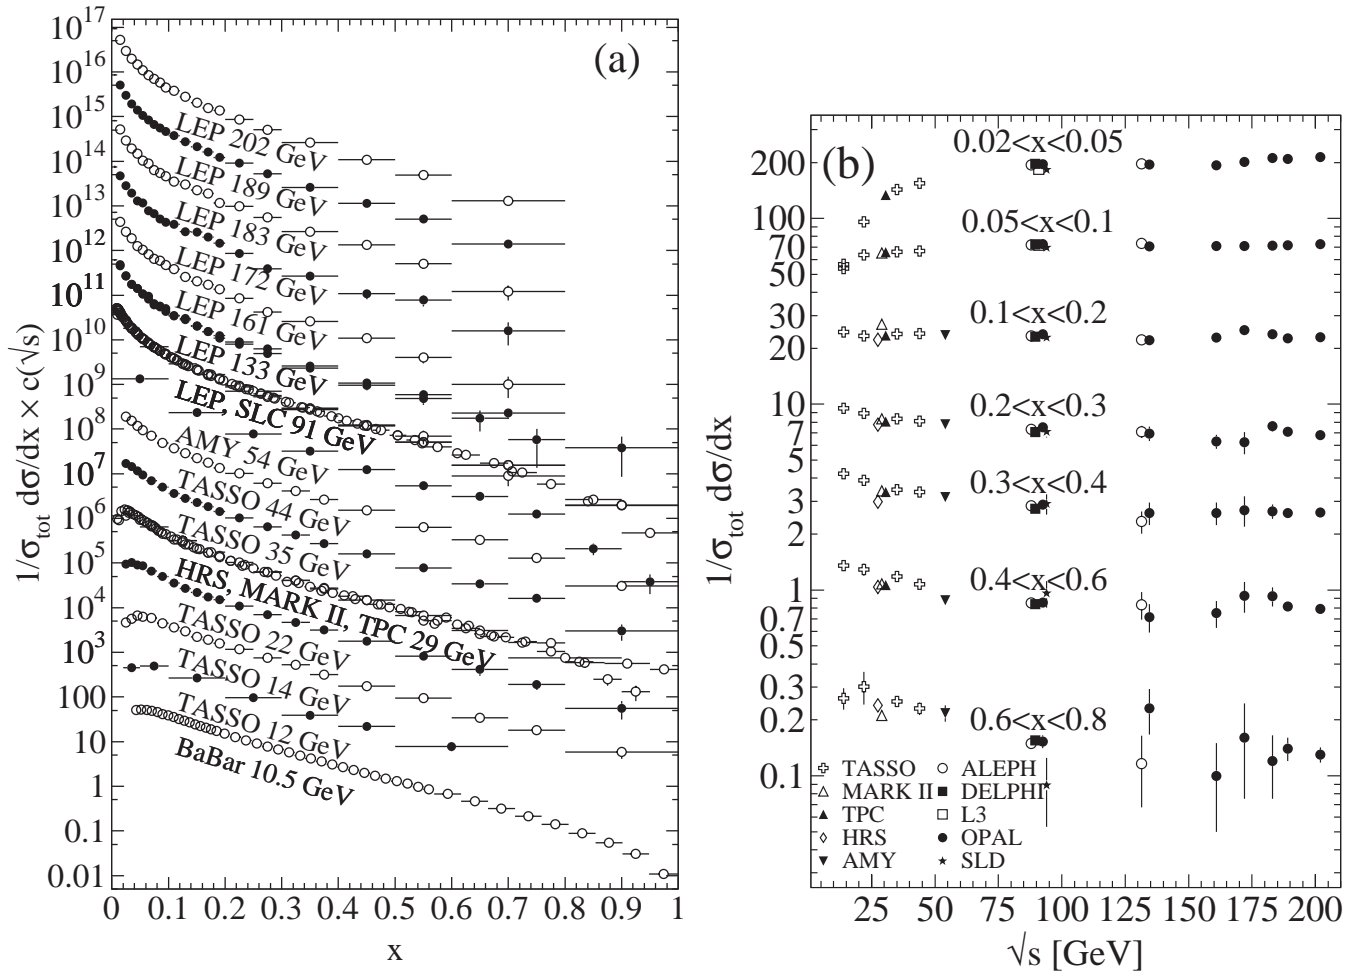 (a)
10^17
10^16
10^15
10^14
10^13
10^12
10^11
10^10
10^9
10^8
10^7
10^6
10^5
10^4
10^3
100
10
1
0.1
0.01
1/σ_tot dσ/dx × c(√s)
LEP 202 GeV
LEP 189 GeV
LEP 183 GeV
LEP 172 GeV
LEP 161 GeV
LEP 133 GeV
LEP, SLC 91 GeV
AMY 54 GeV
TASSO 44 GeV
TASSO 35 GeV
HRS, MARK II, TPC 29 GeV
TASSO 22 GeV
TASSO 14 GeV
TASSO 12 GeV
BaBar 10.5 GeV
0 0.1 0.2 0.3 0.4 0.5 0.6 0.7 0.8 0.9 1
x
(b)
200
100
70
50
30
20
10
7
5
3
2
1
0.7
0.5
0.3
0.2
0.1
1/σ_tot dσ/dx
0.02<x<0.05
0.05<x<0.1
0.1<x<0.2
0.2<x<0.3
0.3<x<0.4
0.4<x<0.6
0.6<x<0.8
TASSO ALEPH
MARK II DELPHI
TPC L3
HRS OPAL
AMY SLD
25 50 75 100 125 150 175 200
√s [GeV]